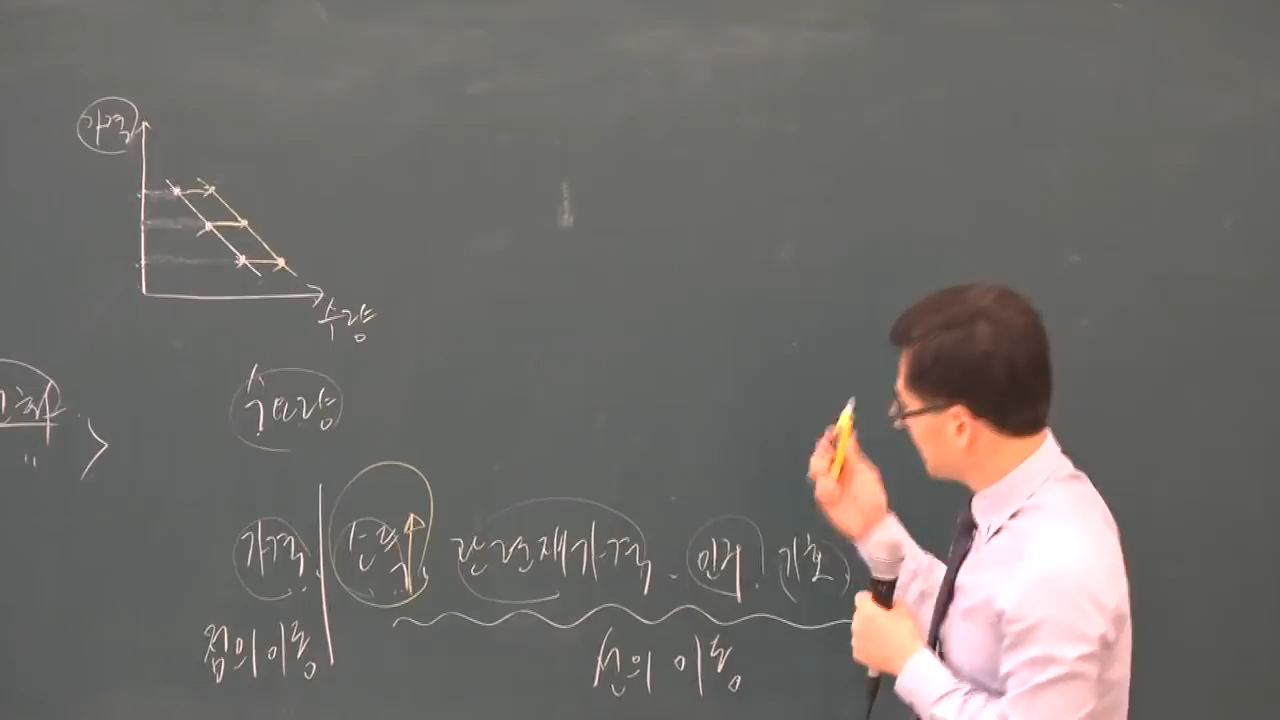 가격
수량
수요량
가격, 소득↑, 관련재가격, 인구, 기호,
점의이동 선의 이동